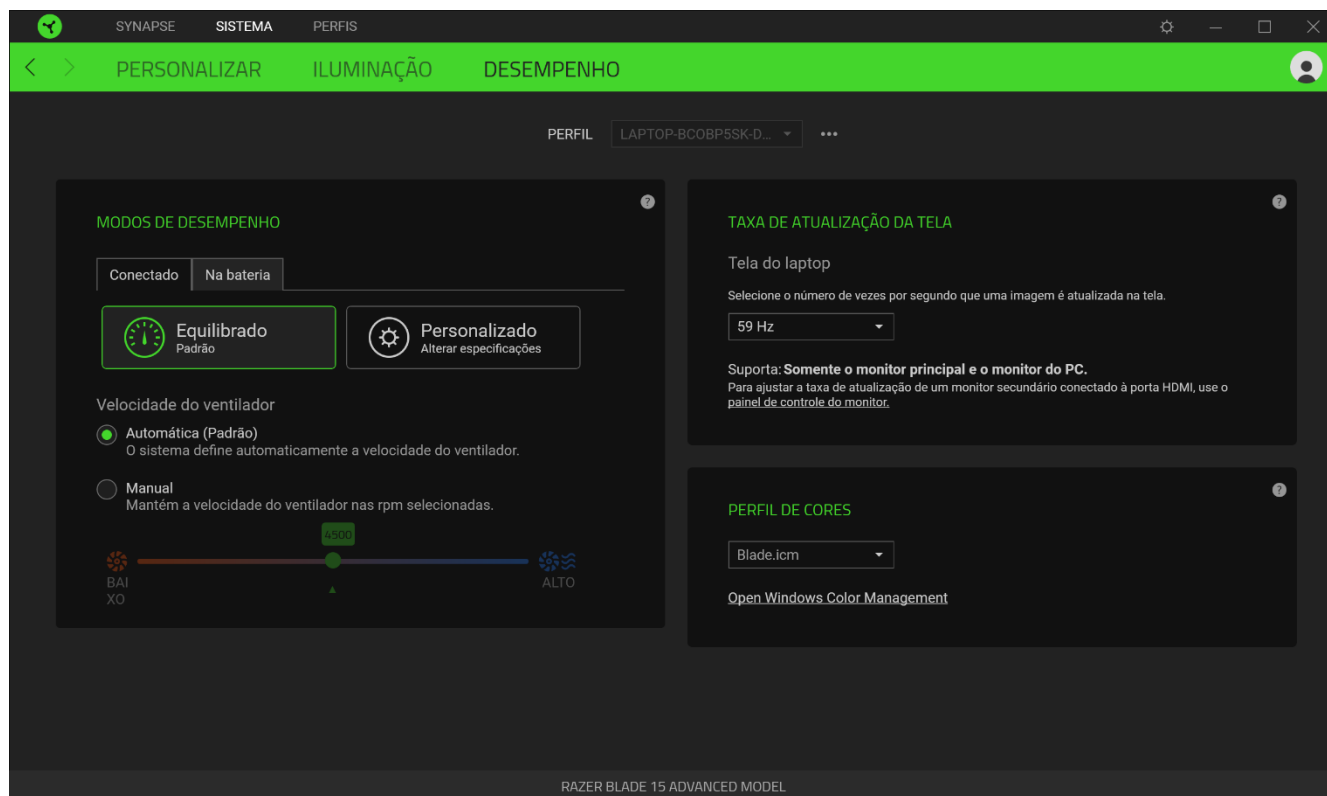 SYNAPSE SISTEMA PERFIS
PERSONALIZAR ILUMINAÇÃO DESEMPENHO
PERFIL LAPTOP-BCOBP5SK-D...
MODOS DE DESEMPENHO
Conectado Na bateria
Equilibrado
Padrão
Personalizado
Alterar especificações
Velocidade do ventilador
Automática (Padrão)
O sistema define automaticamente a velocidade do ventilador.
Manual
Mantém a velocidade do ventilador nas rpm selecionadas.
4500
BAI
XO
ALTO
TAXA DE ATUALIZAÇÃO DA TELA
Tela do laptop
Selecione o número de vezes por segundo que uma imagem é atualizada na tela.
59 Hz
Suporta: Somente o monitor principal e o monitor do PC.
Para ajustar a taxa de atualização de um monitor secundário conectado à porta HDMI, use o
painel de controle do monitor.
PERFIL DE CORES
Blade.icm
Open Windows Color Management
RAZER BLADE 15 ADVANCED MODEL